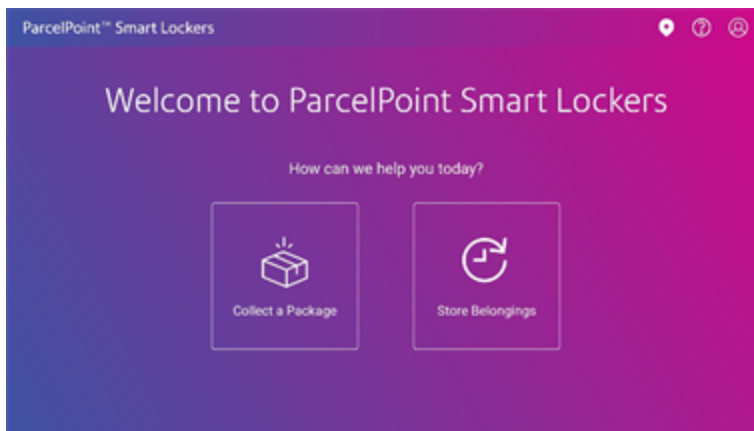 ParcelPoint™ Smart Lockers
Welcome to ParcelPoint Smart Lockers
How can we help you today?
Collect a Package
Store Belongings